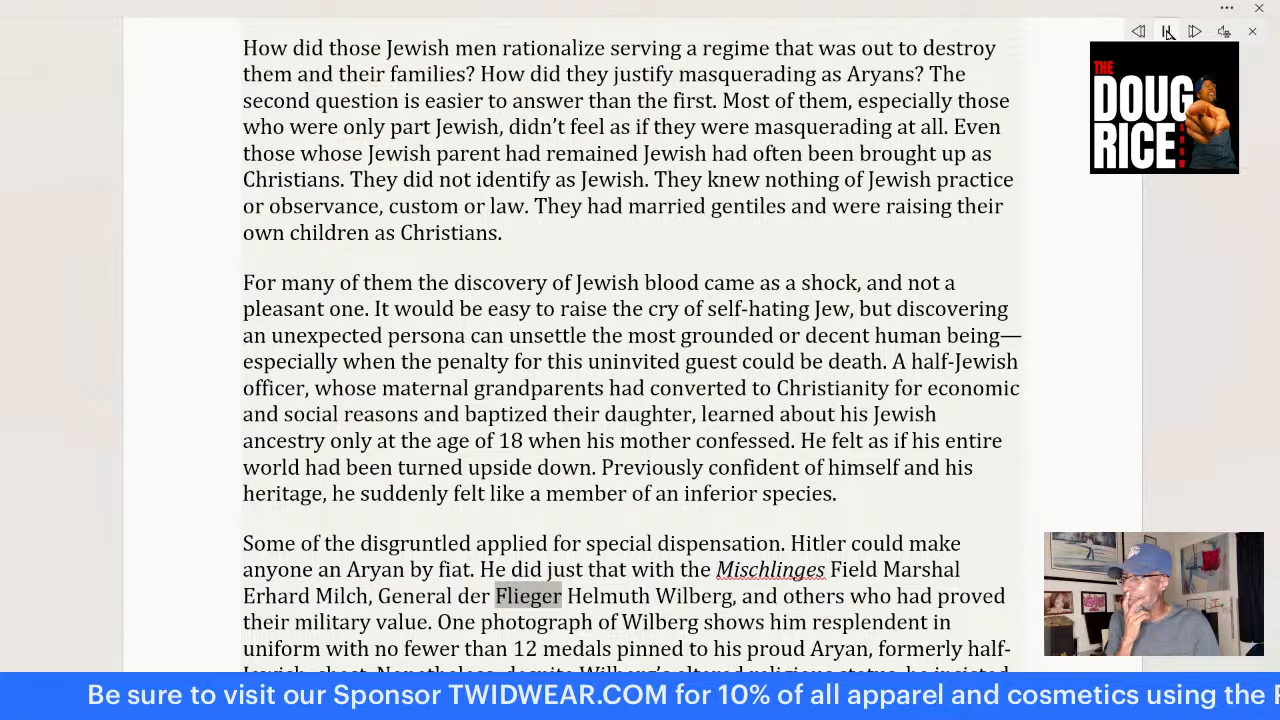 How did those Jewish men rationalize serving a regime that was out to destroy
them and their families? How did they justify masquerading as Aryans? The
second question is easier to answer than the first. Most of them, especially those
who were only part Jewish, didn’t feel as if they were masquerading at all. Even
those whose Jewish parent had remained Jewish had often been brought up as
Christians. They did not identify as Jewish. They knew nothing of Jewish practice
or observance, custom or law. They had married gentiles and were raising their
own children as Christians.
For many of them the discovery of Jewish blood came as a shock, and not a
pleasant one. It would be easy to raise the cry of self-hating Jew, but discovering
an unexpected persona can unsettle the most grounded or decent human being—
especially when the penalty for this uninvited guest could be death. A half-Jewish
officer, whose maternal grandparents had converted to Christianity for economic
and social reasons and baptized their daughter, learned about his Jewish
ancestry only at the age of 18 when his mother confessed. He felt as if his entire
world had been turned upside down. Previously confident of himself and his
heritage, he suddenly felt like a member of an inferior species.
Some of the disgruntled applied for special dispensation. Hitler could make
anyone an Aryan by fiat. He did just that with the Mischlinges Field Marshal
Erhard Milch, General der Flieger Helmuth Wilberg, and others who had proved
their military value. One photograph of Wilberg shows him resplendent in
uniform with no fewer than 12 medals pinned to his proud Aryan, formerly half-
THE
DOUG
RICE
SHOW
Be sure to visit our Sponsor TWIDWEAR.COM for 10% of all apparel and cosmetics using the